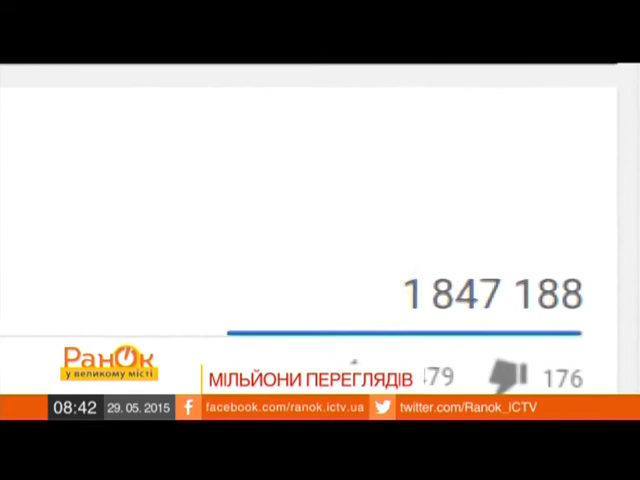 1 847 188
РАНОК
у великому місті
МІЛЬЙОНИ ПЕРЕГЛЯДІВ
479
176
08:42
29. 05. 2015
facebook.com/ranok.ictv.ua
twitter.com/Ranok_ICTV